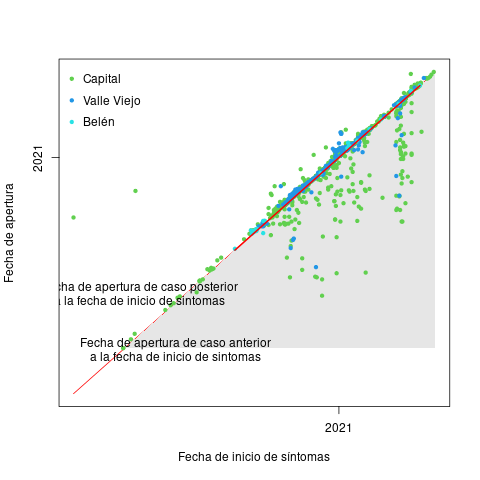 Capital
Valle Viejo
Belén
2021
Fecha de apertura
cha de apertura de caso posterior
a la fecha de inicio de síntomas
Fecha de apertura de caso anterior
a la fecha de inicio de sintomas
2021
Fecha de inicio de síntomas